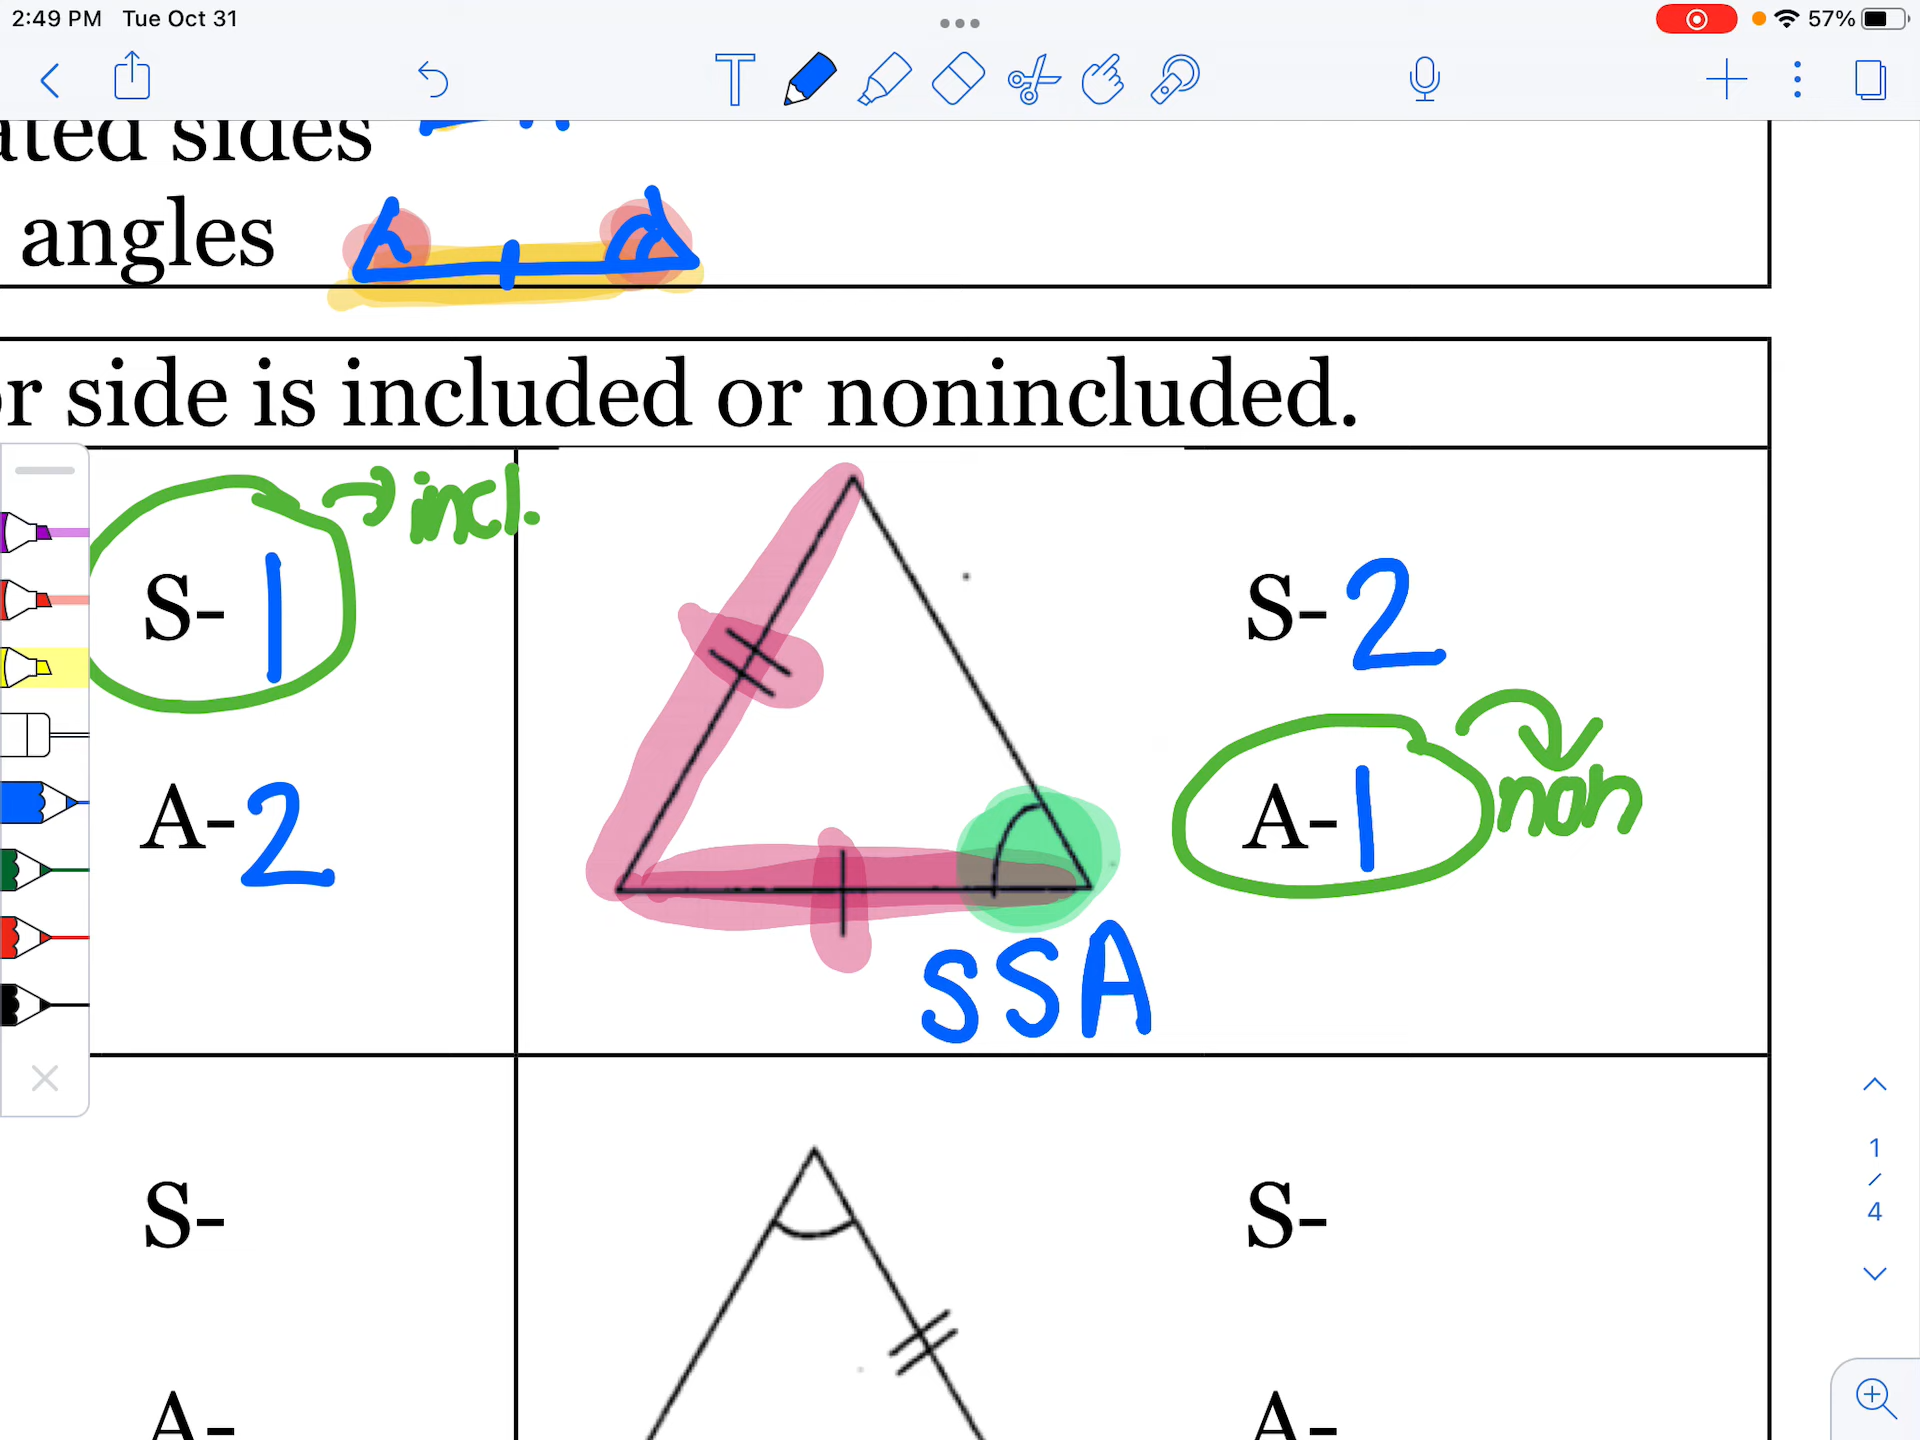 2:49 PM Tue Oct 31
57%
T
ated sides
angles
r side is included or nonincluded.
S- 1 → incl.
A- 2
S- 2
A- 1 non
SSA
1
/
4
S-
S-
A-
A-